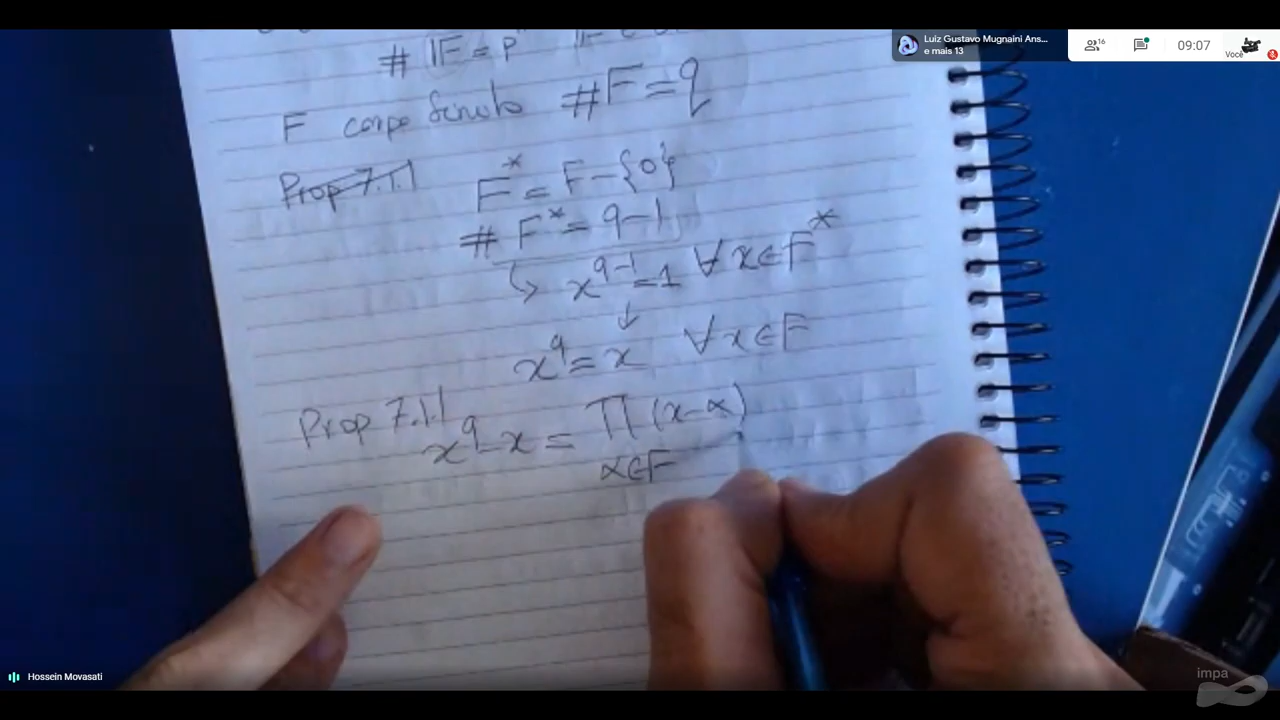 Luiz Gustavo Mugnaini Ans...
e mais 13
16
09:07
Você
# F = pⁿ
F corpo finito #F = q
Prop 7.1.1
F* = F - {0}
# F* = q-1
↳ x^{q-1} = 1 ∀ x ∈ F*
↓
x^q = x ∀ x ∈ F
Prop 7.1.1
x^q - x = ∏ (x-α)
α ∈ F
Hossein Movasati
impa